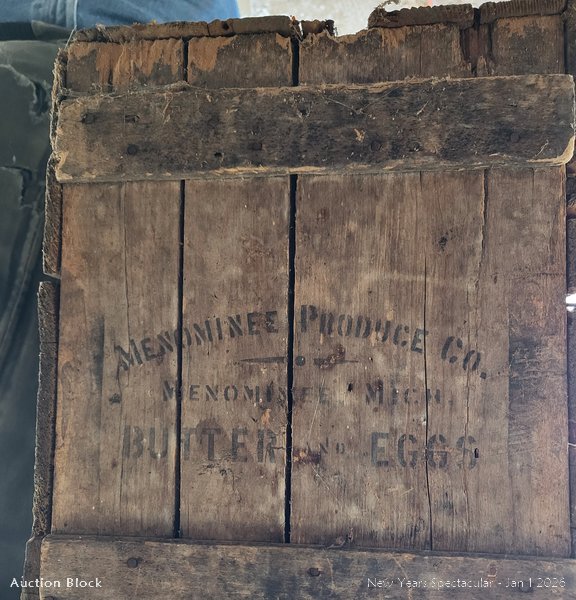 MENOMINEE PRODUCE CO.
MENOMINEE MICH.
BUTTER AND EGGS
Auction Block
New Years Spectacular - Jan 1 2026